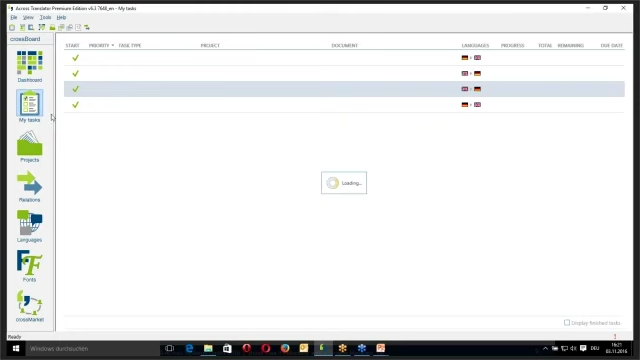 Across Translator Premium Edition v6.3 7648_en - My tasks
File View Tools Help
crossBoard
START PRIORITY TASK TYPE PROJECT DOCUMENT LANGUAGES PROGRESS TOTAL REMAINING DUE DATE
Dashboard
My tasks
Projects
Relations
Languages
Fonts
crossMarket
Loading...
Display finished tasks
Ready
Windows durchsuchen
DEU
16:21
03.11.2016